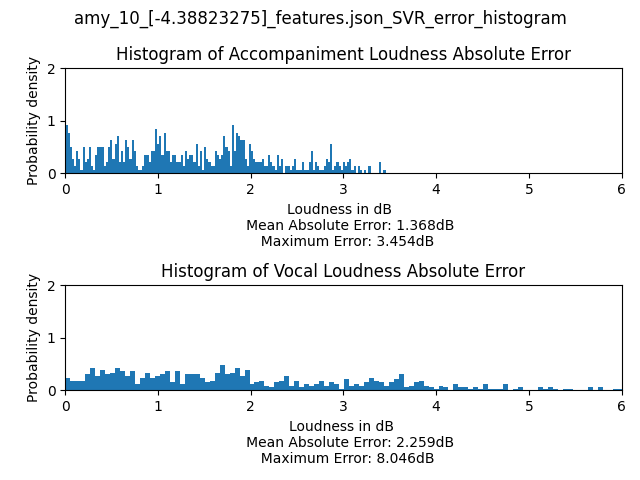 amy_10_[-4.38823275]_features.json_SVR_error_histogram
Histogram of Accompaniment Loudness Absolute Error
Probability density
2
1
0
0 1 2 3 4 5 6
Loudness in dB
Mean Absolute Error: 1.368dB
Maximum Error: 3.454dB
Histogram of Vocal Loudness Absolute Error
Probability density
2
1
0
0 1 2 3 4 5 6
Loudness in dB
Mean Absolute Error: 2.259dB
Maximum Error: 8.046dB